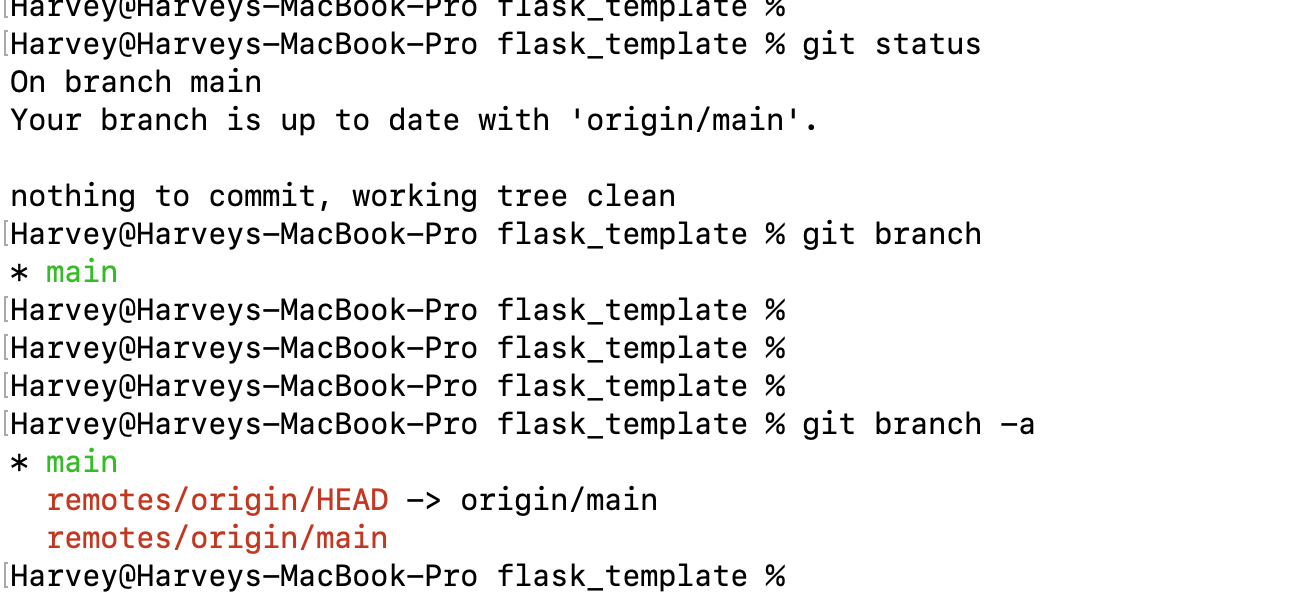 [Harvey@Harveys-MacBook-Pro flask_template %
[Harvey@Harveys-MacBook-Pro flask_template % git status
On branch main
Your branch is up to date with 'origin/main'.
nothing to commit, working tree clean
[Harvey@Harveys-MacBook-Pro flask_template % git branch
* main
[Harvey@Harveys-MacBook-Pro flask_template %
[Harvey@Harveys-MacBook-Pro flask_template %
[Harvey@Harveys-MacBook-Pro flask_template %
[Harvey@Harveys-MacBook-Pro flask_template % git branch -a
* main
remotes/origin/HEAD -> origin/main
remotes/origin/main
[Harvey@Harveys-MacBook-Pro flask_template %